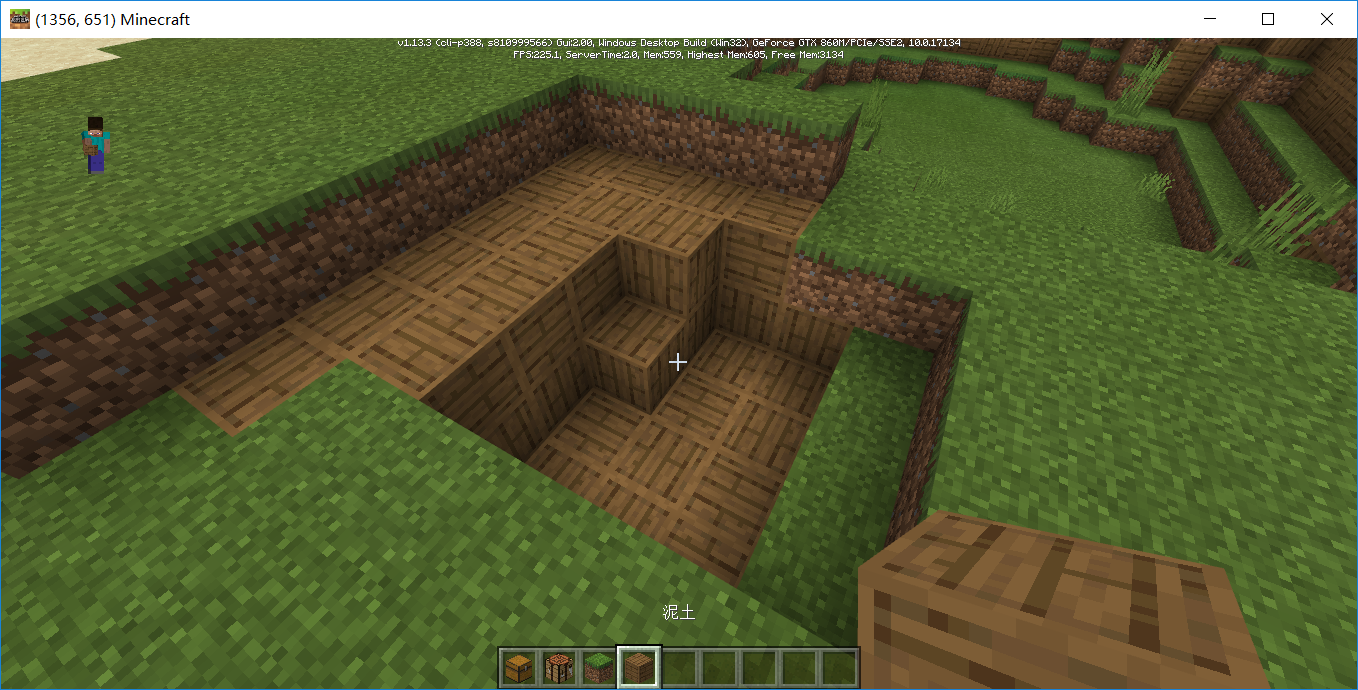 (1356, 651) Minecraft
v1.13.3 (cli-p388, s810999566) Gui:2.00, Windows Desktop Build (Win32), GeForce GTX 860M/PCIe/SSE2, 10.0.17134
FPS:225.1, ServerTime:2.0, Mem:559, Highest Mem:605, Free Mem:3134
泥土